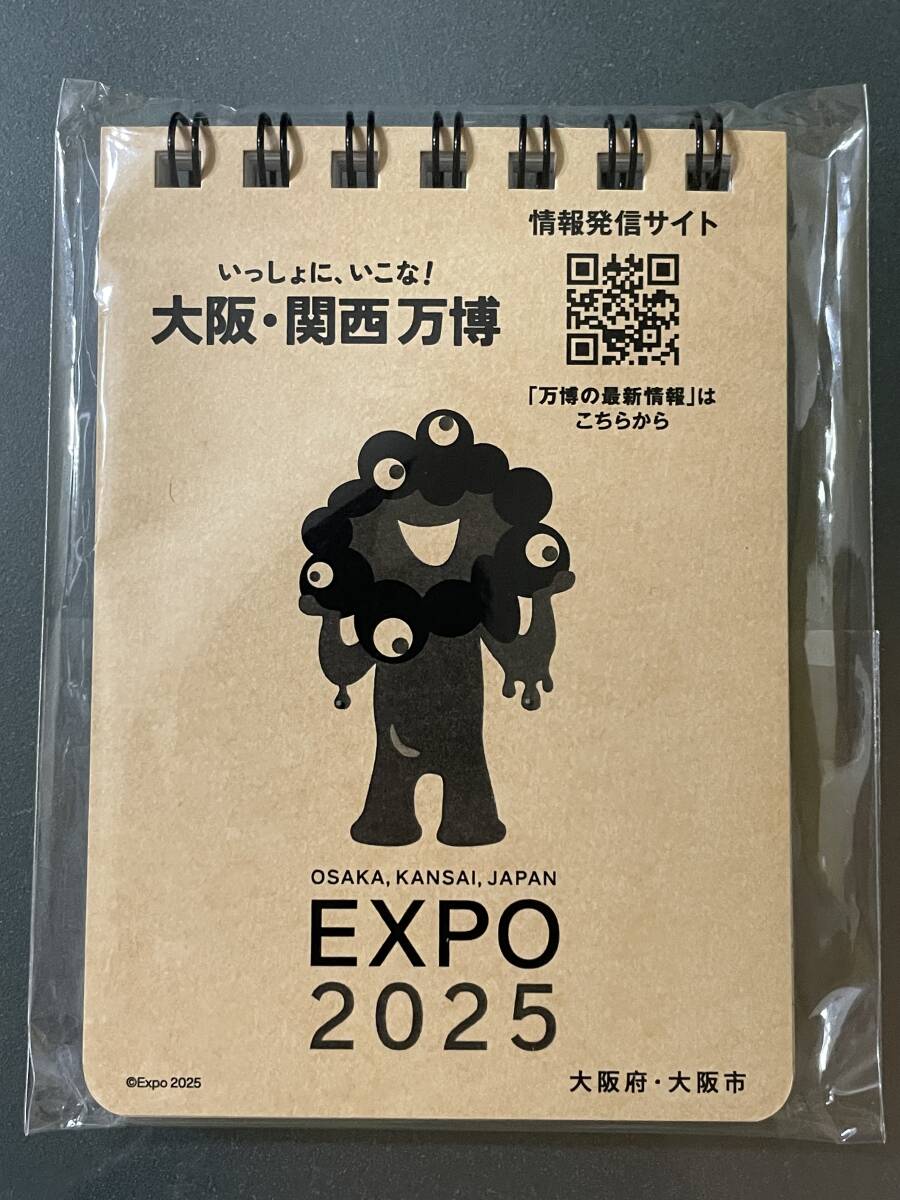 情報発信サイト
いっしょに、いこな!
大阪・関西万博
「万博の最新情報」は
こちらから
OSAKA, KANSAI, JAPAN
EXPO
2025
©Expo 2025
大阪府・大阪市